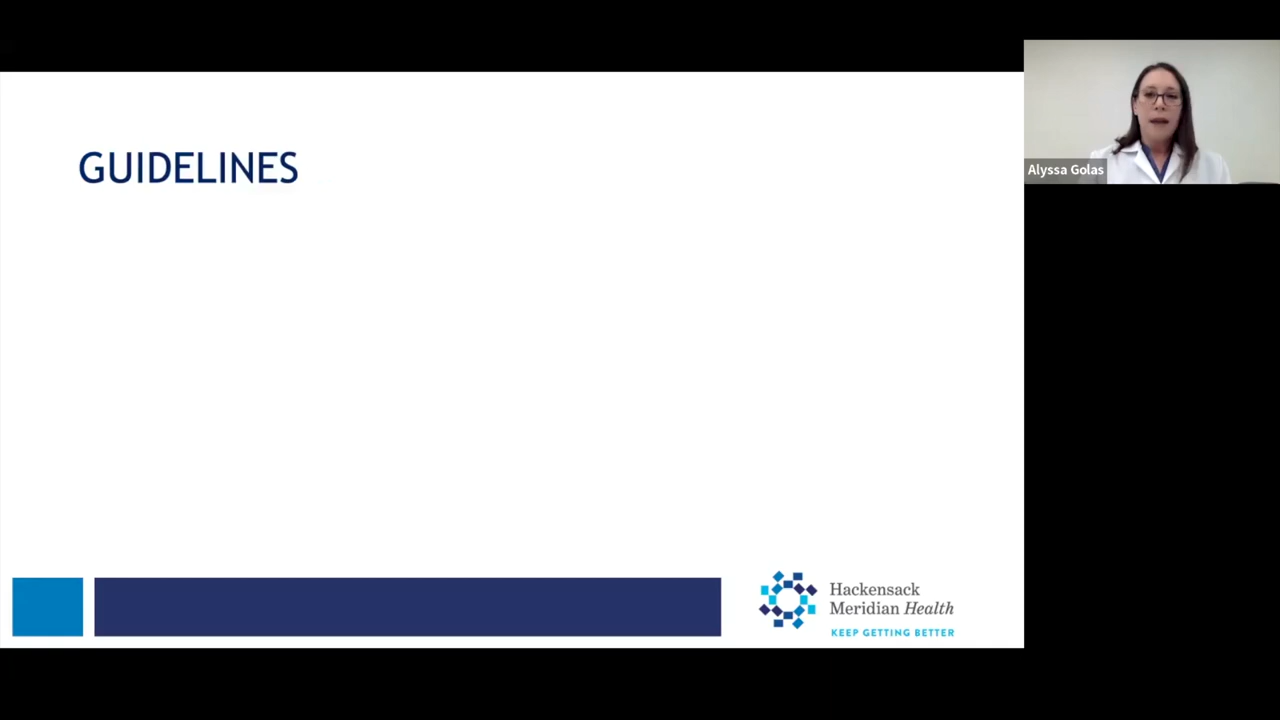 GUIDELINES
Alyssa Golas
Hackensack
Meridian Health
KEEP GETTING BETTER